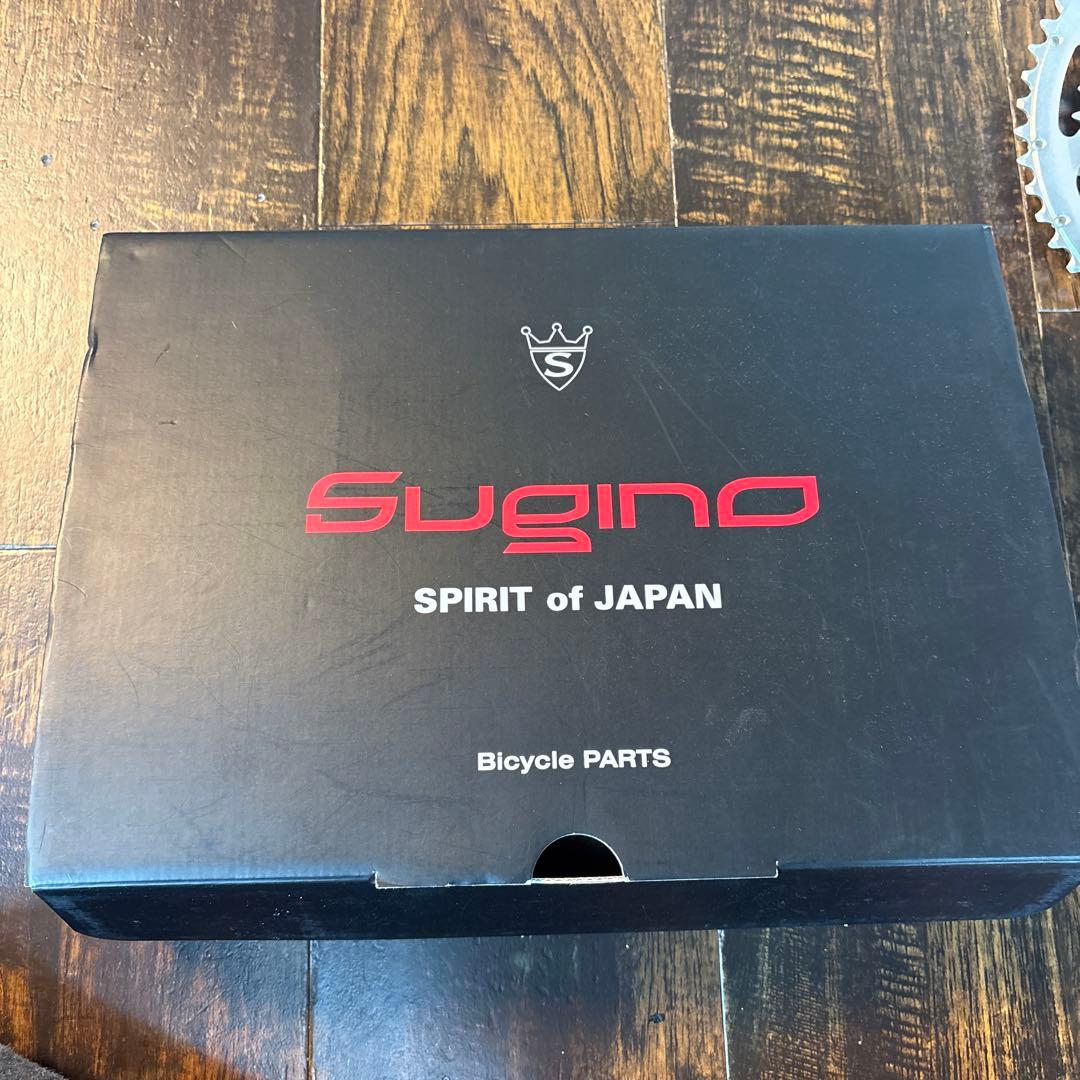 S
Sugino
SPIRIT of JAPAN
Bicycle PARTS